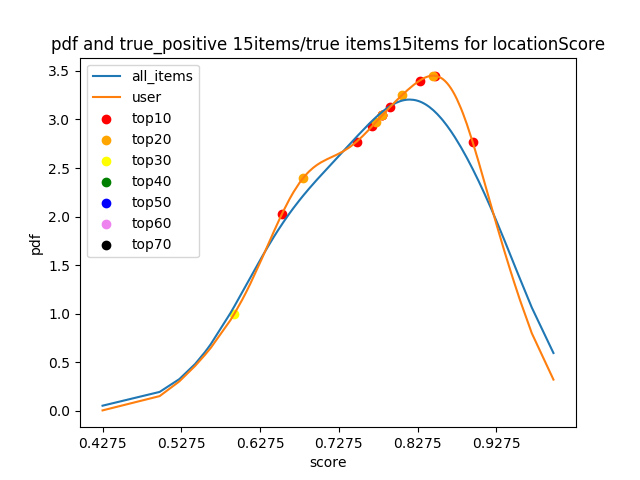 pdf and true_positive 15items/true items15items for locationScore
all_items
user
top10
top20
top30
top40
top50
top60
top70
pdf
3.5
3.0
2.5
2.0
1.5
1.0
0.5
0.0
0.4275 0.5275 0.6275 0.7275 0.8275 0.9275
score